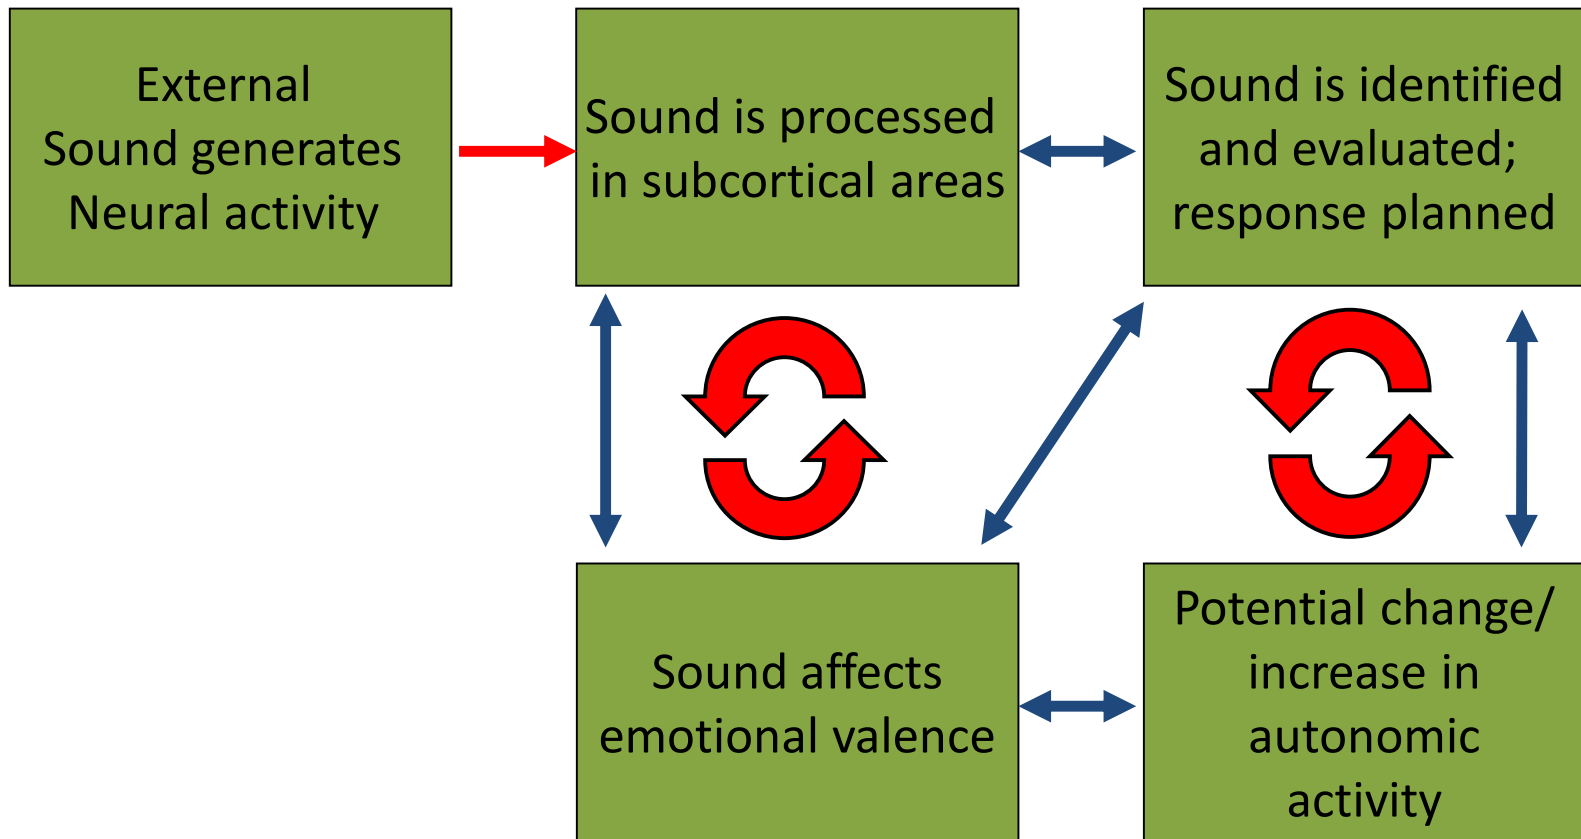 External
Sound generates
Neural activity
Sound is processed
in subcortical areas
Sound is identified
and evaluated;
response planned
Sound affects
emotional valence
Potential change/
increase in
autonomic
activity